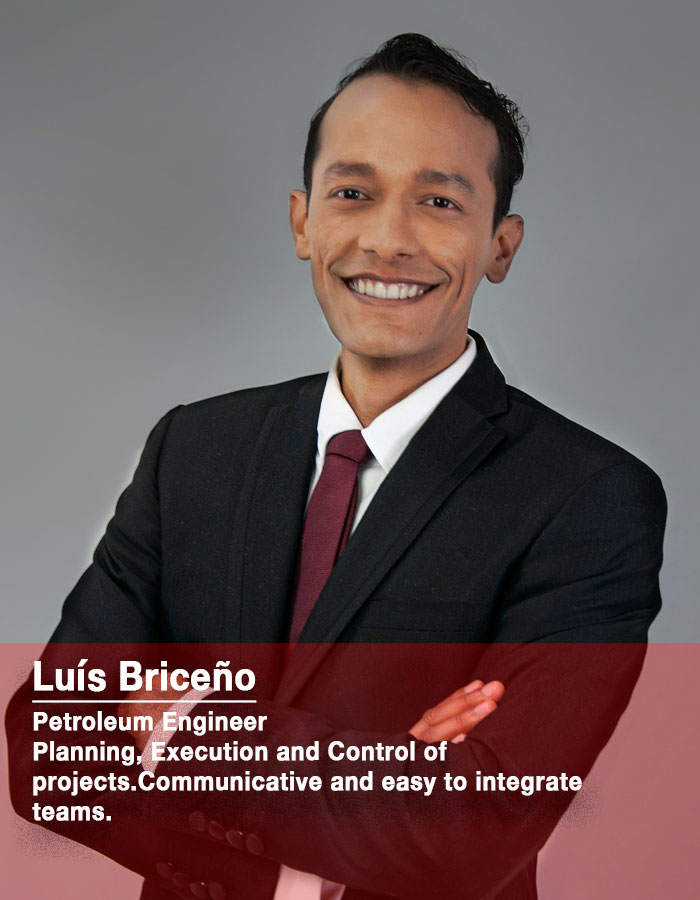 Luís Briceño
Petroleum Engineer
Planning, Execution and Control of
projects.Communicative and easy to integrate
teams.